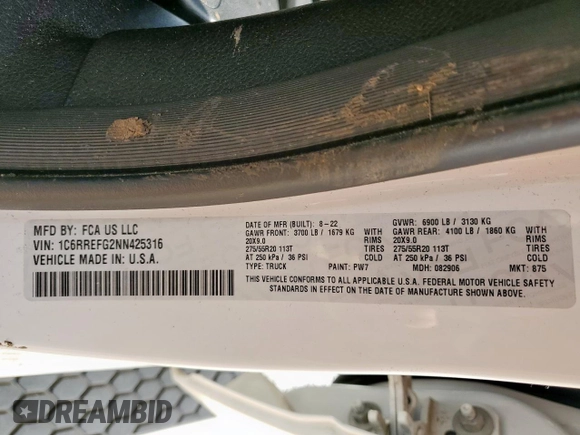 MFD BY: FCA US LLC
VIN: 1C6RREFG2NN425316
VEHICLE MADE IN: U.S.A.
DATE OF MFR (BUILT): 8-22 GVWR: 6900 LB / 3130 KG
GAWR FRONT: 3700 LB / 1679 KG WITH GAWR REAR: 4100 LB / 1860 KG WITH
20X9.0 RIMS 20X9.0 RIMS
275/55R20 113T TIRES 275/55R20 113T TIRES
AT 250 kPa / 36 PSI COLD AT 250 kPa / 36 PSI COLD
TYPE: TRUCK PAINT: PW7 MDH: 082906 MKT: 875
THIS VEHICLE CONFORMS TO ALL APPLICABLE U.S.A. FEDERAL MOTOR VEHICLE SAFETY
STANDARDS IN EFFECT ON THE DATE OF MANUFACTURE SHOWN ABOVE.
DREAMBID